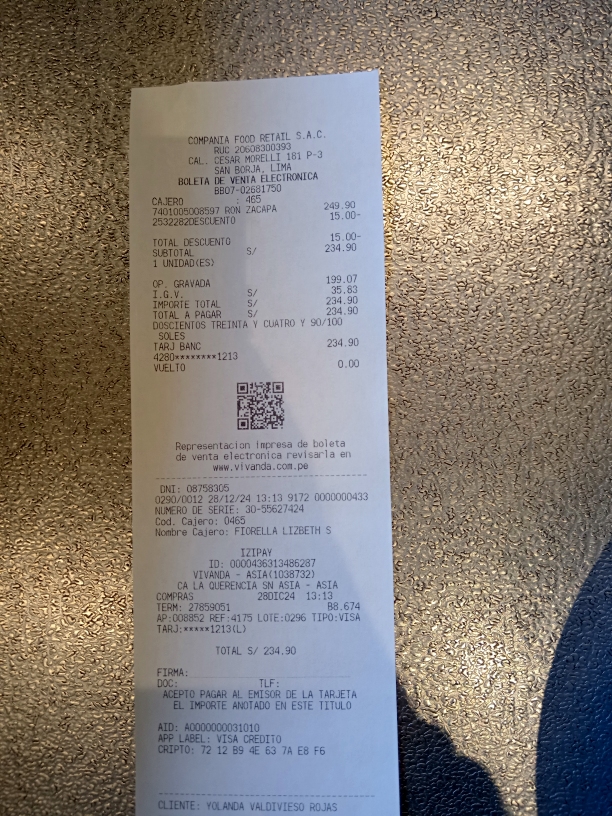 COMPANIA FOOD RETAIL S.A.C.
RUC 20608300393
CAL. CESAR MORELLI 181 P-3
SAN BORJA, LIMA
BOLETA DE VENTA ELECTRONICA
BB07-02681750
CAJERO : 465
7401005008597 RON ZACAPA 249.90
2532282DESCUENTO 15.00-
TOTAL DESCUENTO 15.00-
SUBTOTAL S/ 234.90
1 UNIDAD(ES)
OP. GRAVADA 199.07
I.G.V. S/ 35.83
IMPORTE TOTAL S/ 234.90
TOTAL A PAGAR S/ 234.90
DOSCIENTOS TREINTA Y CUATRO Y 90/100
SOLES
TARJ BANC 234.90
4280********1213
VUELTO 0.00
Representacion impresa de boleta
de venta electronica revisarla en
www.vivanda.com.pe
DNI: 08758305
0290/0012 28/12/24 13:13 9172 0000000433
NUMERO DE SERIE: 30-55627424
Cod. Cajero: 0465
Nombre Cajero: FIORELLA LIZBETH S
IZIPAY
ID: 0000436313486287
VIVANDA - ASIA(1038732)
CA LA QUERENCIA SN ASIA - ASIA
COMPRAS 28DIC24 13:13
TERM: 27859051 B8.674
AP:008852 REF:4175 LOTE:0296 TIPO:VISA
TARJ:*****1213(L)
TOTAL S/ 234.90
FIRMA:
DOC: TLF:
ACEPTO PAGAR AL EMISOR DE LA TARJETA
EL IMPORTE ANOTADO EN ESTE TITULO
AID: A0000000031010
APP LABEL: VISA CREDITO
CRIPTO: 72 12 B9 4E 63 7A E8 F6
CLIENTE: YOLANDA VALDIVIESO ROJAS